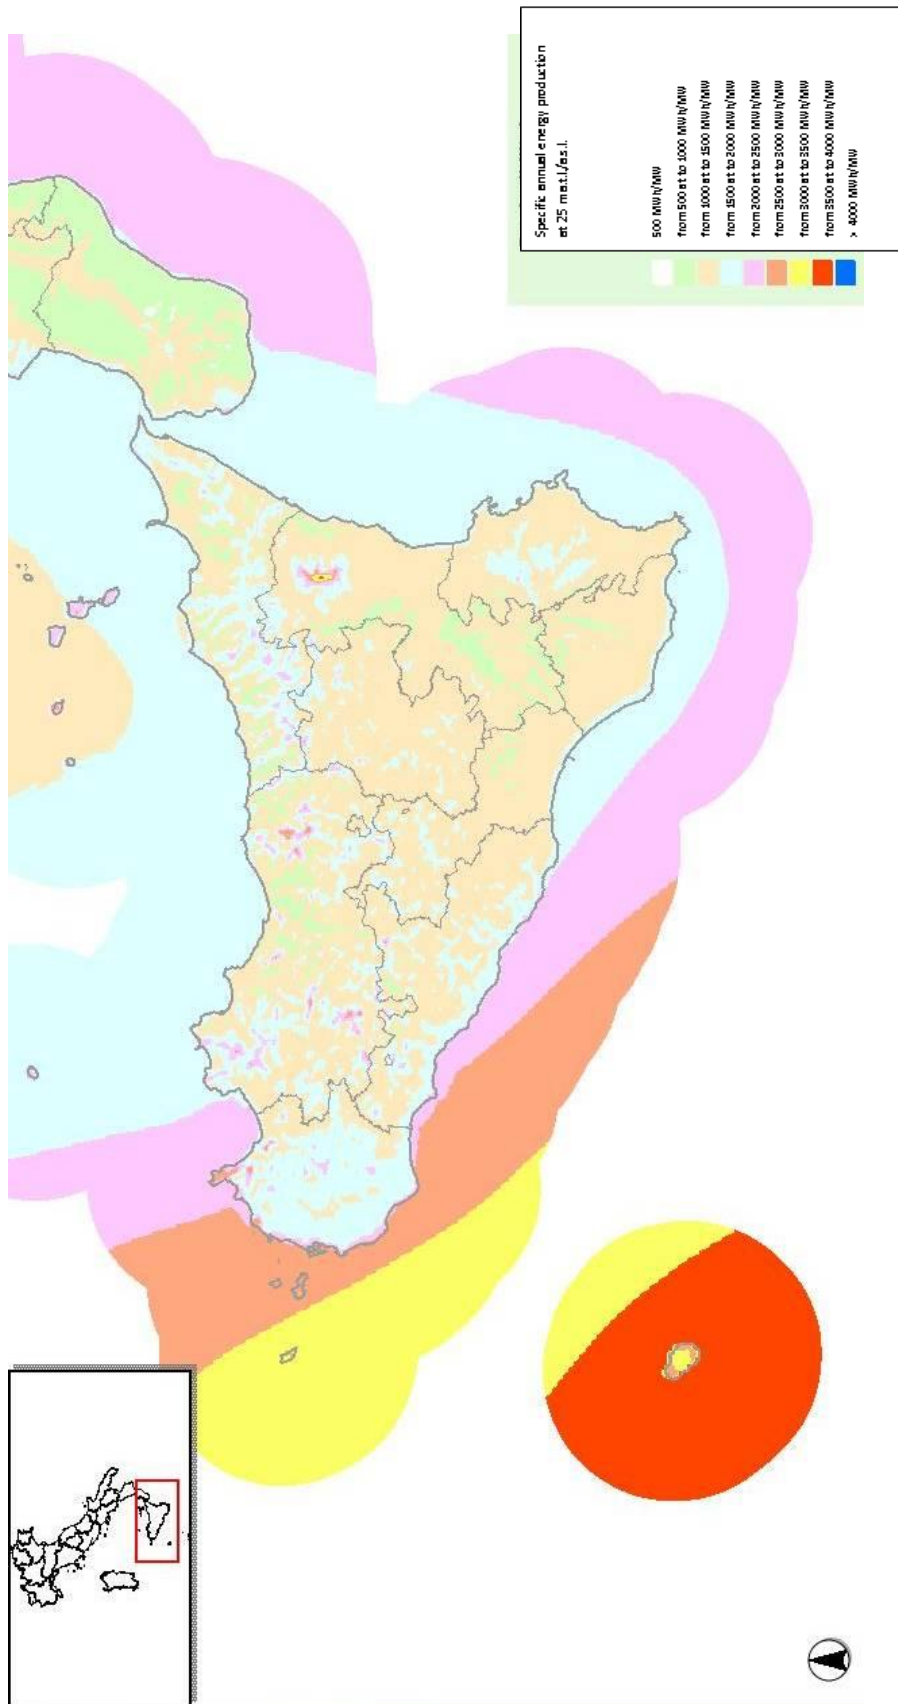 Specific annual energy production
at 25 m a.t.l./a.s.l.
500 MWh/MW
from 500 at to 1000 MWh/MW
from 1000 at to 1500 MWh/MW
from 1500 at to 2000 MWh/MW
from 2000 at to 2500 MWh/MW
from 2500 at to 3000 MWh/MW
from 3000 at to 3500 MWh/MW
from 3500 at to 4000 MWh/MW
> 4000 MWh/MW